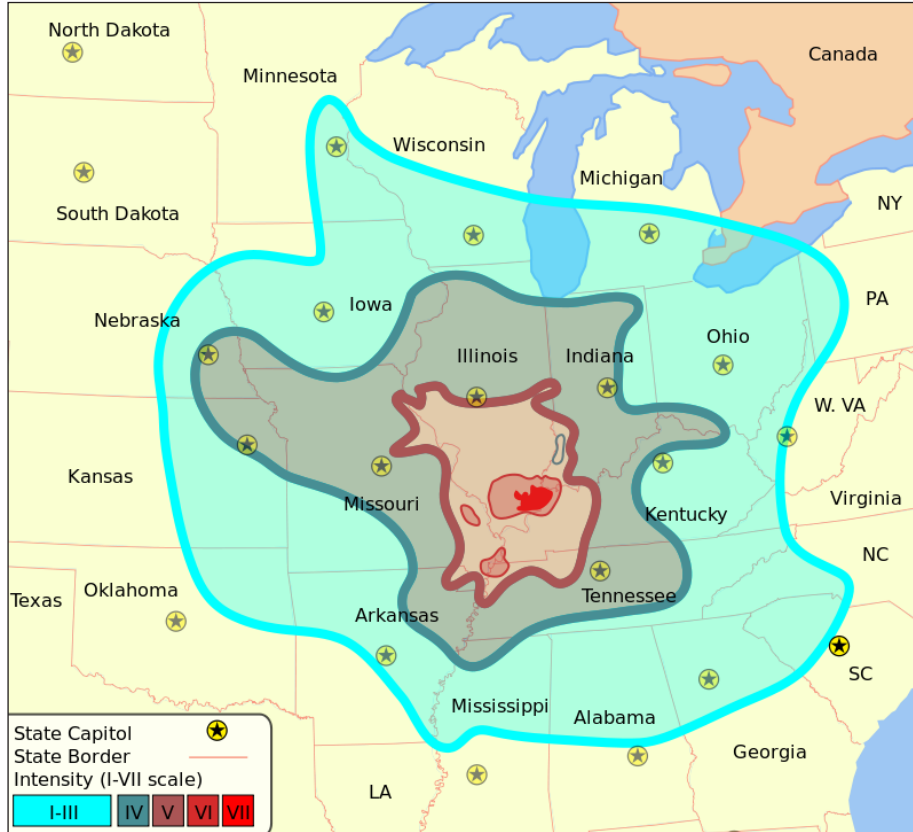 North Dakota
Minnesota
Canada
Wisconsin
Michigan
South Dakota
NY
PA
Nebraska
Iowa
Illinois
Indiana
Ohio
W. VA
Kansas
Missouri
Kentucky
Virginia
NC
Texas
Oklahoma
Arkansas
Tennessee
SC
Mississippi
Alabama
Georgia
LA
State Capitol
State Border
Intensity (I-VII scale)
I-III IV V VI VII